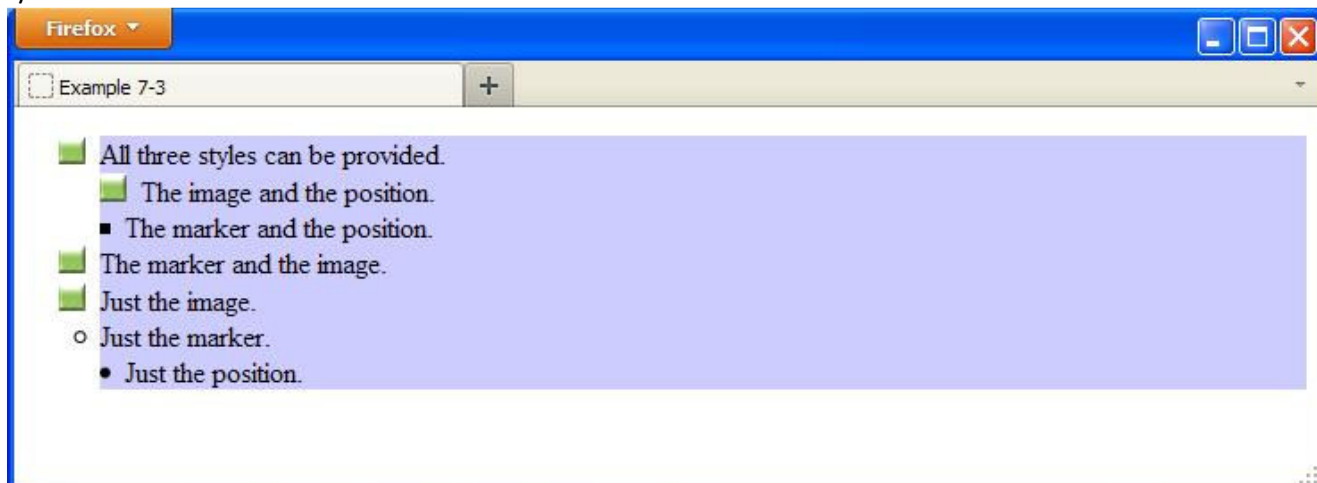 Firefox
Example 7-3
All three styles can be provided.
The image and the position.
The marker and the position.
The marker and the image.
Just the image.
Just the marker.
Just the position.